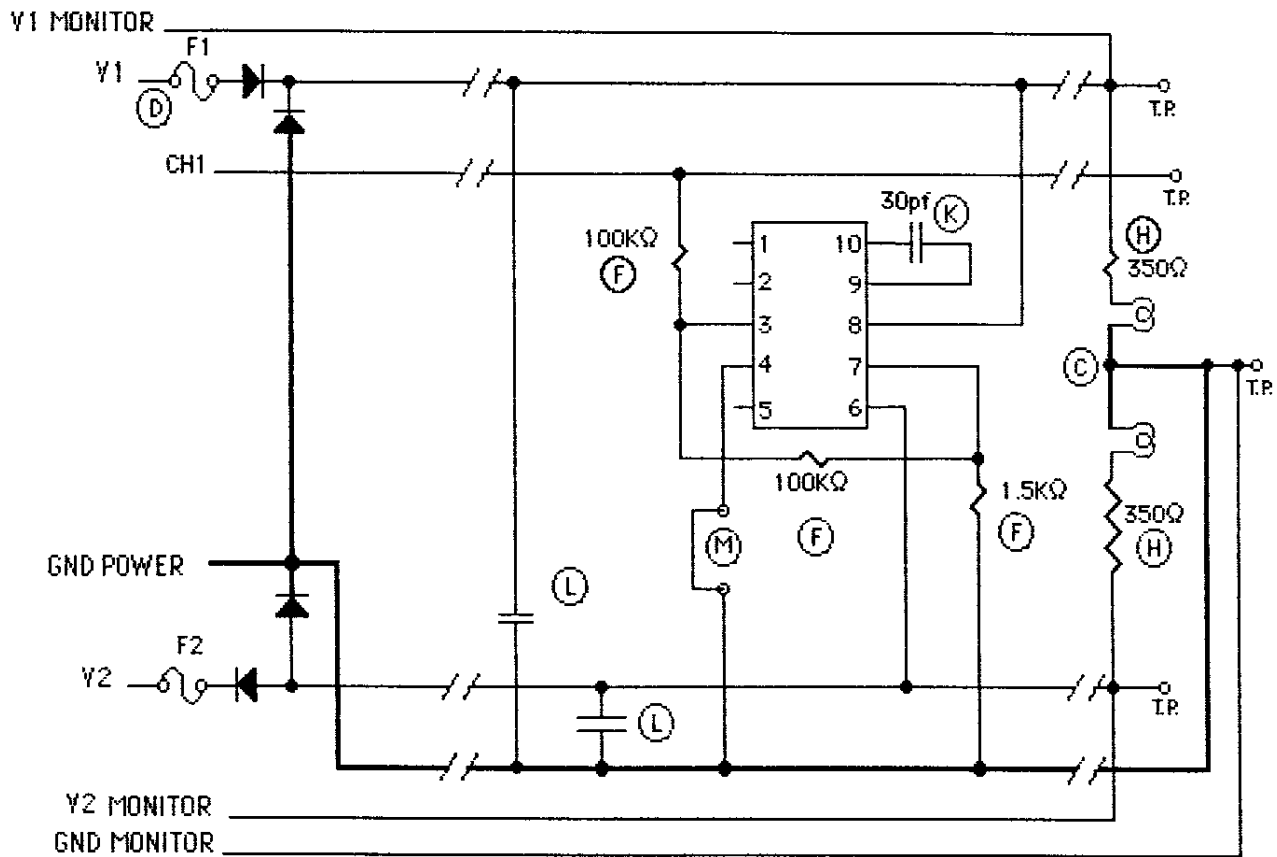 V1 MONITOR
F1
V1
D
T.P.
CH1
T.P.
30pf K
100KΩ
F
1 10
2 9
3 8
4 7
5 6
H
350Ω
C
T.P.
100KΩ
F
1.5KΩ
F
350Ω
H
M
GND POWER
L
F2
V2
L
T.P.
V2 MONITOR
GND MONITOR